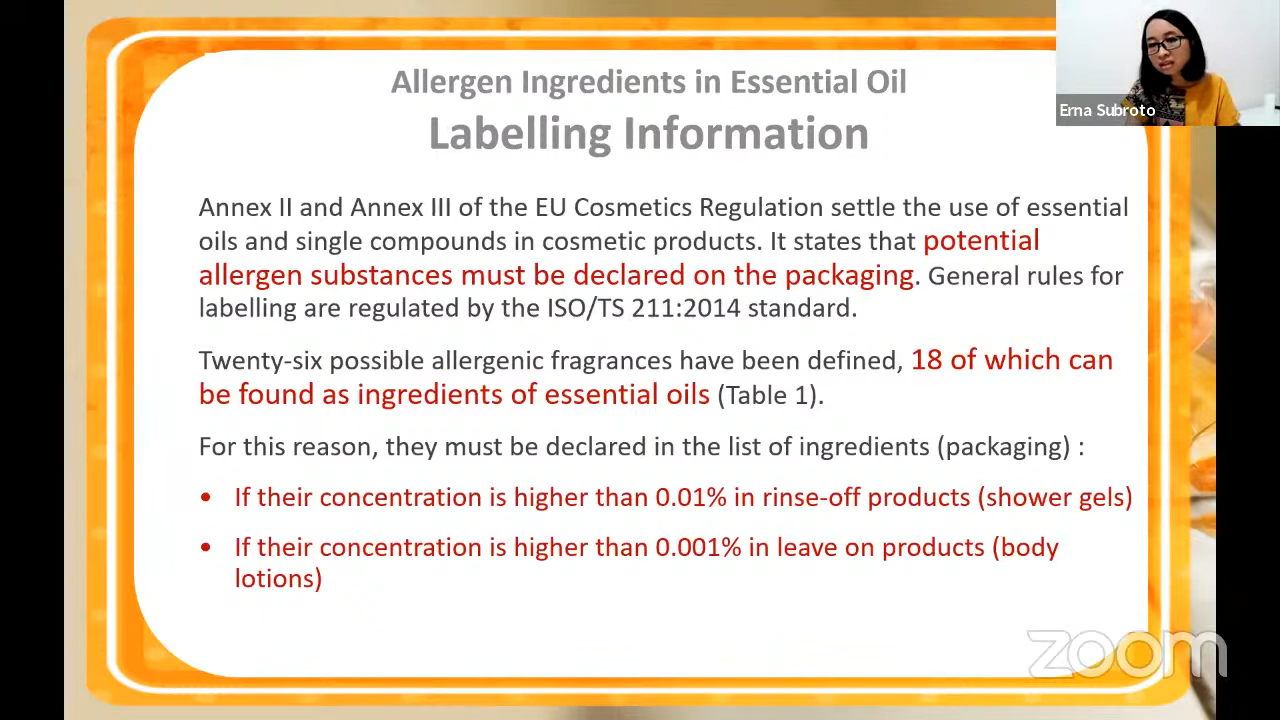 Allergen Ingredients in Essential Oil
Labelling Information
Erna Subroto
Annex II and Annex III of the EU Cosmetics Regulation settle the use of essential
oils and single compounds in cosmetic products. It states that potential
allergen substances must be declared on the packaging. General rules for
labelling are regulated by the ISO/TS 211:2014 standard.
Twenty-six possible allergenic fragrances have been defined, 18 of which can
be found as ingredients of essential oils (Table 1).
For this reason, they must be declared in the list of ingredients (packaging) :
• If their concentration is higher than 0.01% in rinse-off products (shower gels)
• If their concentration is higher than 0.001% in leave on products (body
lotions)
zoom